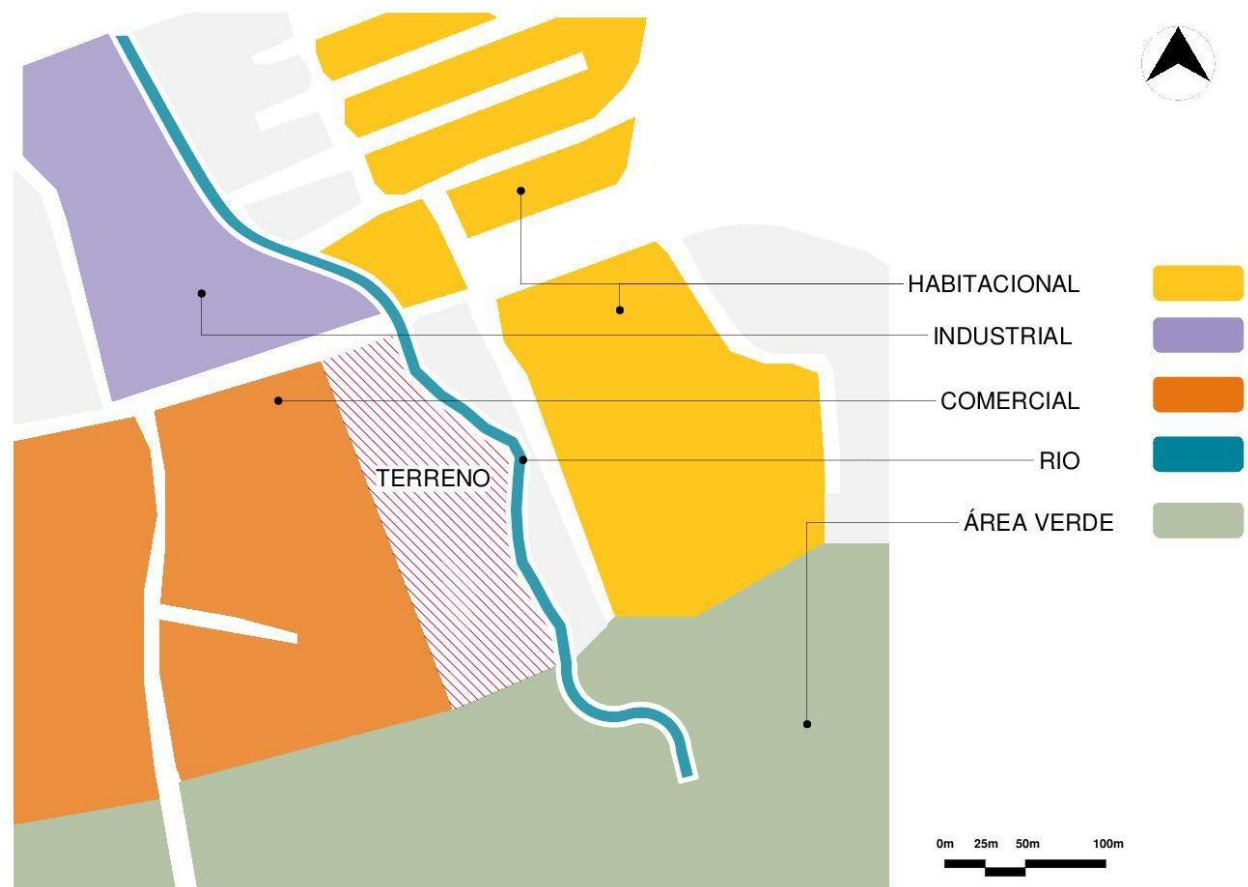 HABITACIONAL
INDUSTRIAL
COMERCIAL
TERRENO
RIO
ÁREA VERDE
0m 25m 50m 100m